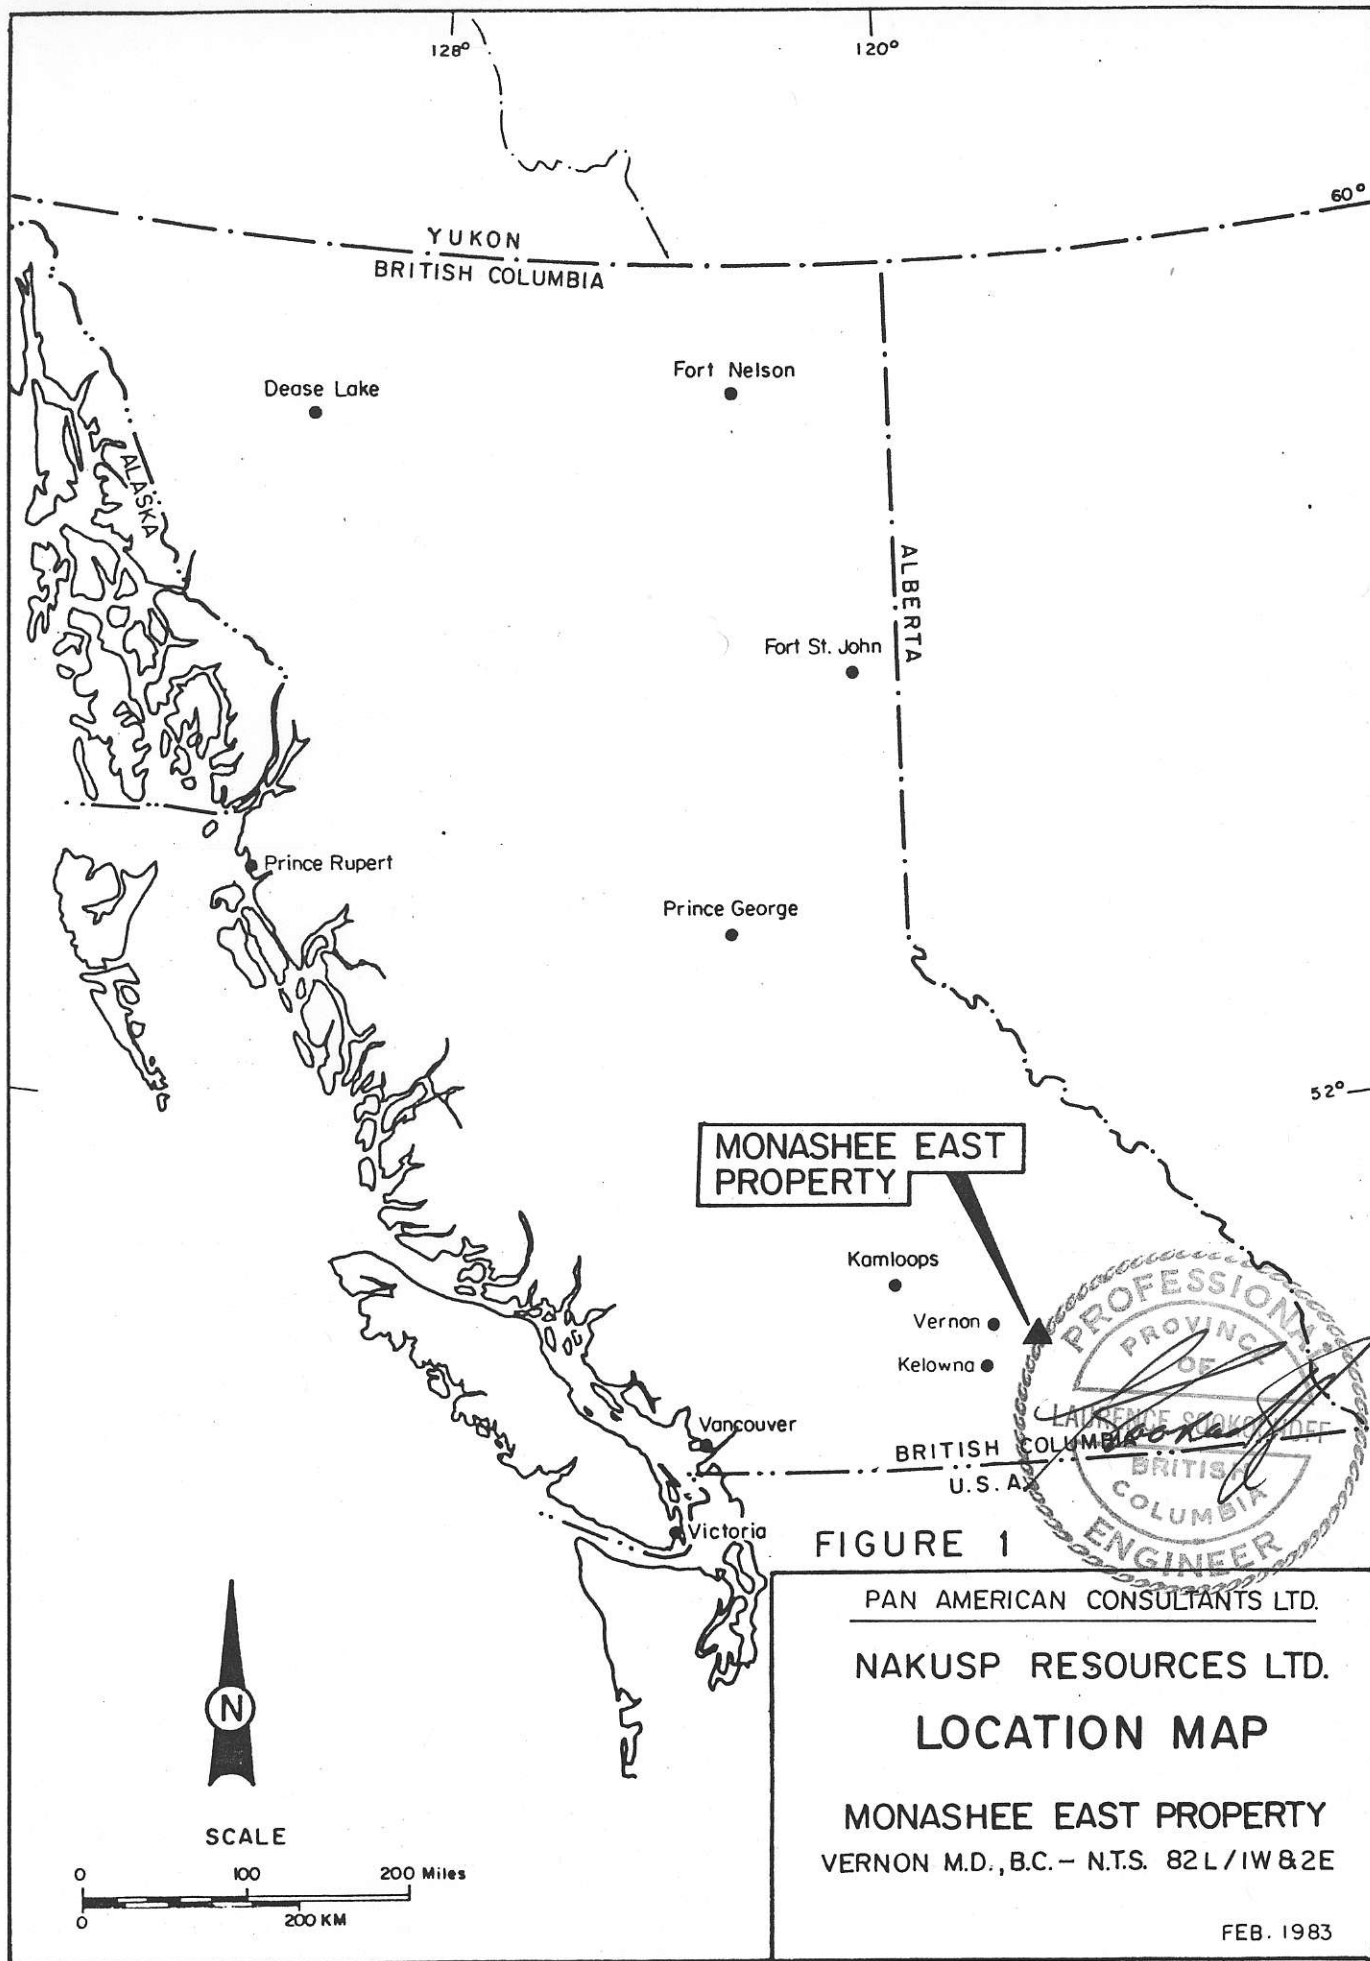 128°
120°
60°
YUKON
BRITISH COLUMBIA
Dease Lake
Fort Nelson
ALASKA
ALBERTA
Fort St. John
Prince Rupert
Prince George
52°
MONASHEE EAST
PROPERTY
Kamloops
Vernon
Kelowna
Vancouver
BRITISH COLUMBIA
U.S.A.
Victoria
PROFESSIONAL
PROVINCE
OF
LAURENCE SOOKOCHOFF
BRITISH
COLUMBIA
ENGINEER
FIGURE 1
PAN AMERICAN CONSULTANTS LTD.
NAKUSP RESOURCES LTD.
LOCATION MAP
MONASHEE EAST PROPERTY
VERNON M.D., B.C. - N.T.S. 82L/1W & 2E
FEB. 1983
N
SCALE
0 100 200 Miles
0 200 KM